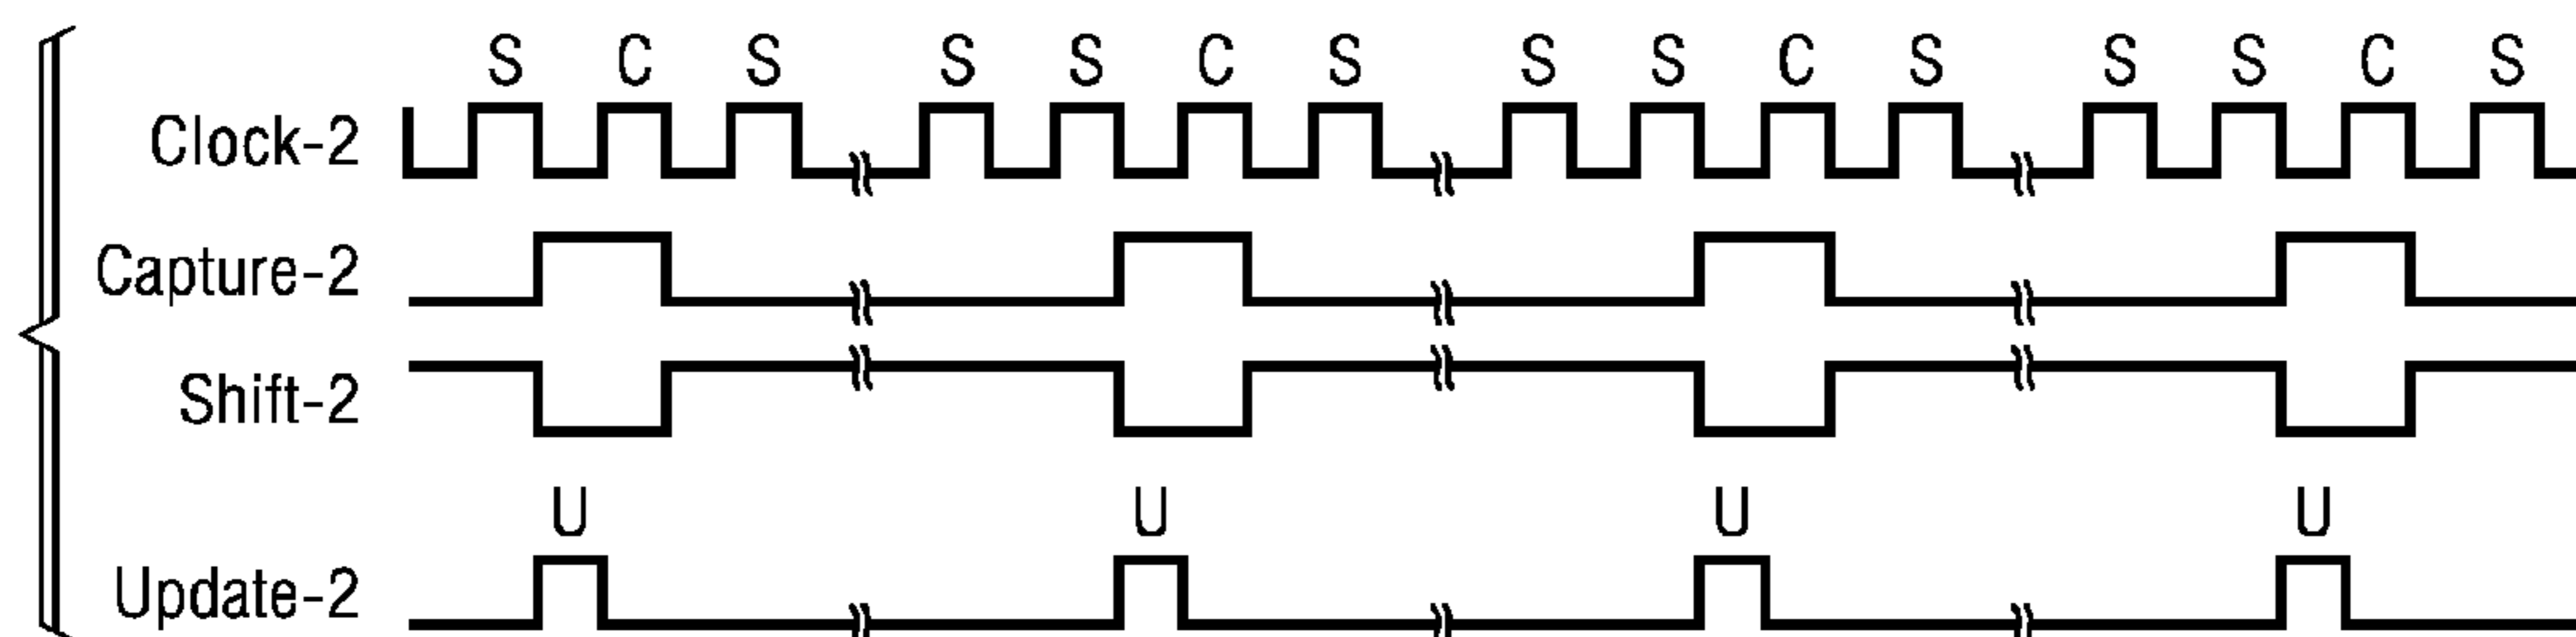 S C S S S C S S S C S S S C S
Clock-2
Capture-2
Shift-2
U U U U
Update-2